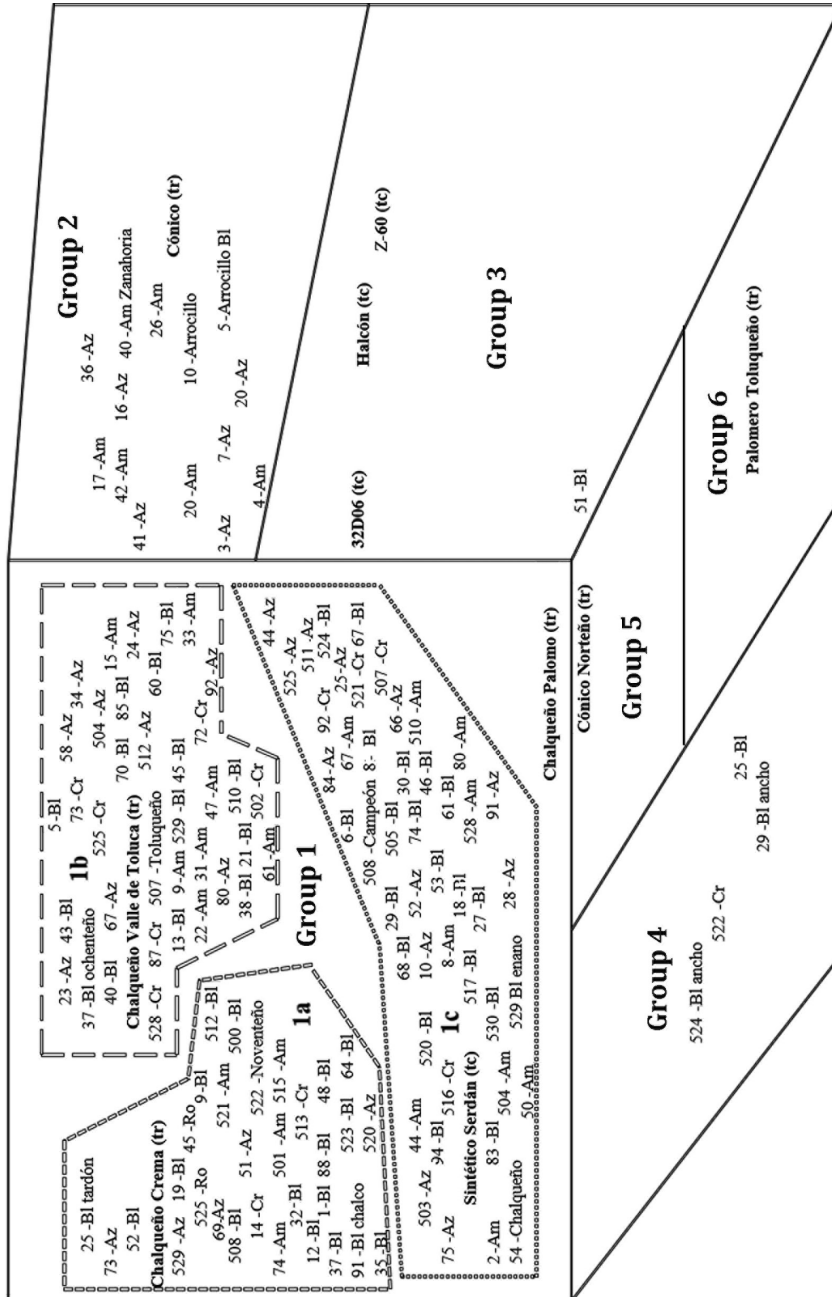 25 -Bl tardón
73 -Az
52 -Bl
Chalqueño Crema (tr)
529 -Az
19 -Bl
45 -Ro
525 -Ro
9 -Bl
69-Az
521 -Am
512 -Bl
508 -Bl
500 -Bl
51 -Az
14 -Cr
522 -Noventeño
74 -Am
501 -Am
515 -Am
1a
32 -Bl
513 -Cr
12 -Bl
1-Bl
88 -Bl
48 -Bl
37 -Bl
523 -Bl
64 -Bl
91 -Bl chalco
520 -Az
35 -Bl
5 -Bl
23 -Az
43 -Bl
58 -Az
1b
73 -Cr
34 -Az
37 -Bl ochenteño
525 -Cr
504 -Az
40 -Bl
67 -Az
15 -Am
70 -Bl
85 -Bl
24 -Az
Chalqueño Valle de Toluca (tr)
512 -Az
60 -Bl
528 -Cr
87 -Cr
507 -Toluqueño
75 -Bl
13 -Bl
9 -Am
529 -Bl
45 -Bl
33 -Am
22 -Am
31 -Am
72 -Cr
92 -Az
80 -Az
47 -Am
38 -Bl
21 -Bl
510 -Bl
502 -Cr
61 -Am
Group 1
44 -Az
525 -Az
511 -Az
84 -Az
92 -Cr
524 -Bl
6 -Bl
67 -Am
25 -Az
521 -Cr
67 -Bl
508 -Campeón
8- Bl
507 -Cr
29 -Bl
505 -Bl
30 -Bl
66 -Az
68 -Bl
52 -Az
74 -Bl
46 -Bl
510 -Am
503 -Az
44 -Am
520 -Bl
10 -Az
53 -Bl
61 -Bl
80 -Am
75 -Az
94 -Bl
516 -Cr
1c
8 -Am
18 -Bl
528 -Am
Sintético Serdán (tc)
517 -Bl
27 -Bl
91 -Az
2 -Am
83 -Bl
530 -Bl
28 -Az
54 -Chalqueño
504 -Am
529 Bl enano
50 -Am
Chalqueño Palomo (tr)
Group 2
36 -Az
17 -Am
42 -Am
16 -Az
40 -Am Zanahoria
41 -Az
26 -Am
Cónico (tr)
20 -Am
10 -Arrocillo
3 -Az
7 -Az
5 -Arrocillo Bl
20 -Az
4 -Am
32D06 (tc)
Halcón (tc)
Z-60 (tc)
Group 3
51 -Bl
Cónico Norteño (tr)
Group 5
Group 4
524 -Bl ancho
522 -Cr
25 -Bl
29 -Bl ancho
Group 6
Palomero Toluqueño (tr)